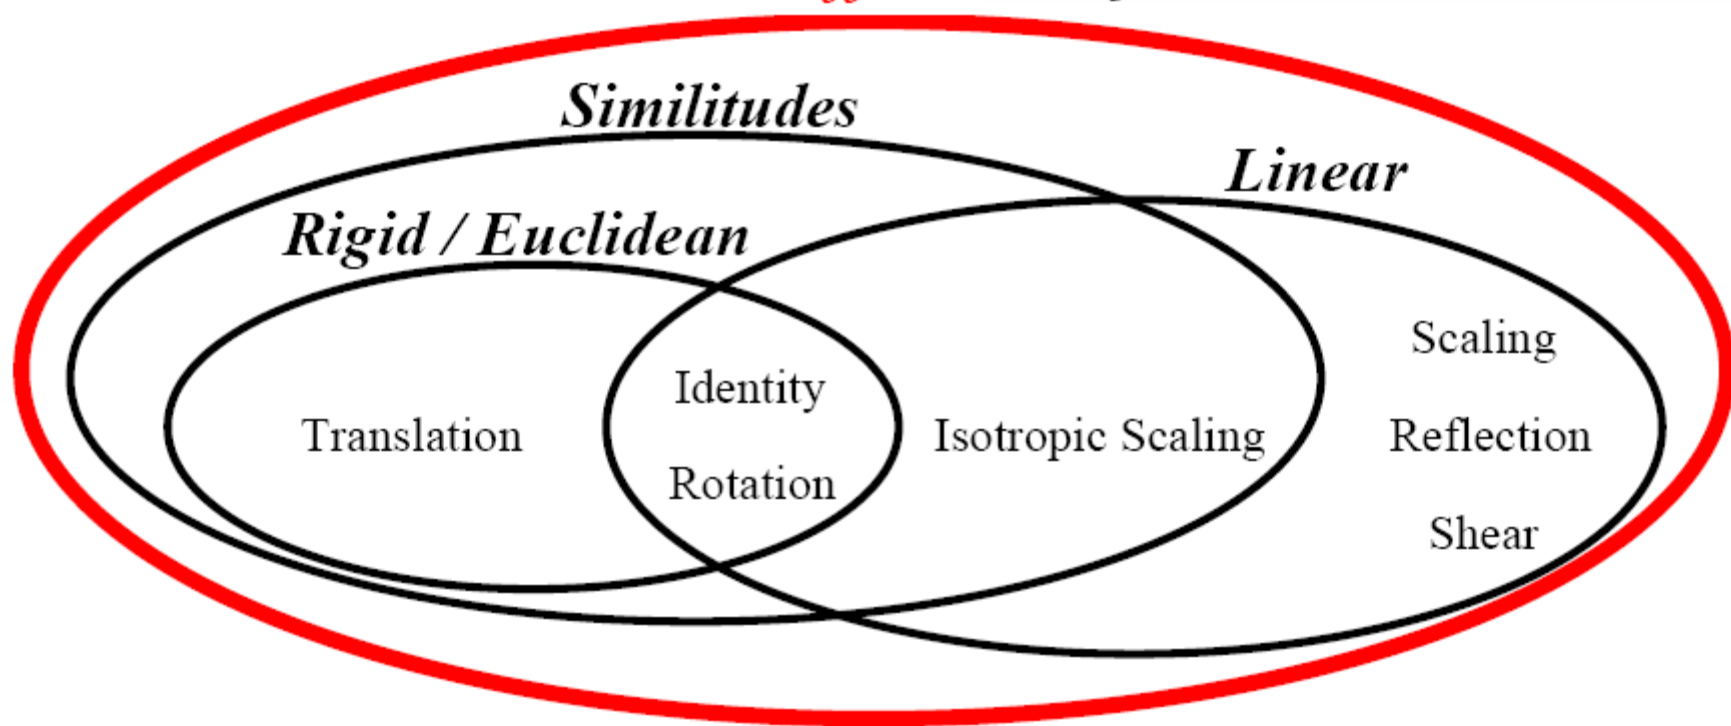 Similitudes
Linear
Rigid / Euclidean
Scaling
Identity
Translation
Isotropic Scaling
Reflection
Rotation
Shear